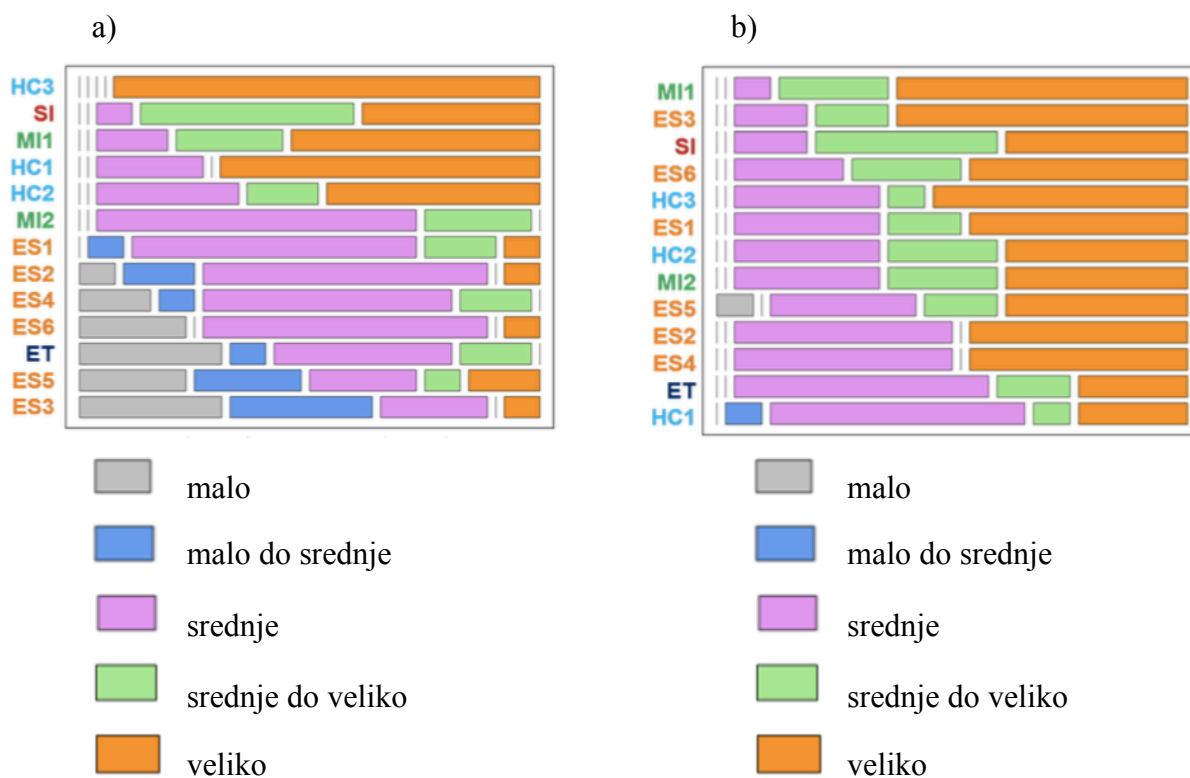 a)
HC3
SI
MI1
HC1
HC2
MI2
ES1
ES2
ES4
ES6
ET
ES5
ES3
malo
malo do srednje
srednje
srednje do veliko
veliko
b)
MI1
ES3
SI
ES6
HC3
ES1
HC2
MI2
ES5
ES2
ES4
ET
HC1
malo
malo do srednje
srednje
srednje do veliko
veliko